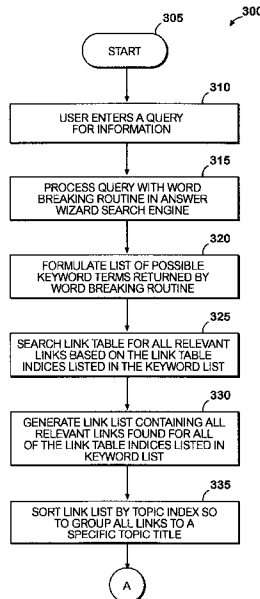 300
305
START
310
USER ENTERS A QUERY
FOR INFORMATION
315
PROCESS QUERY WITH WORD
BREAKING ROUTINE IN ANSWER
WIZARD SEARCH ENGINE
320
FORMULATE LIST OF POSSIBLE
KEYWORD TERMS RETURNED BY
WORD BREAKING ROUTINE
325
SEARCH LINK TABLE FOR ALL RELEVANT
LINKS BASED ON THE LINK TABLE
INDICES LISTED IN THE KEYWORD LIST
330
GENERATE LINK LIST CONTAINING ALL
RELEVANT LINKS FOUND FOR ALL
OF THE LINK TABLE INDICES LISTED IN
KEYWORD LIST
335
SORT LINK LIST BY TOPIC INDEX SO
TO GROUP ALL LINKS TO A
SPECIFIC TOPIC TITLE
A